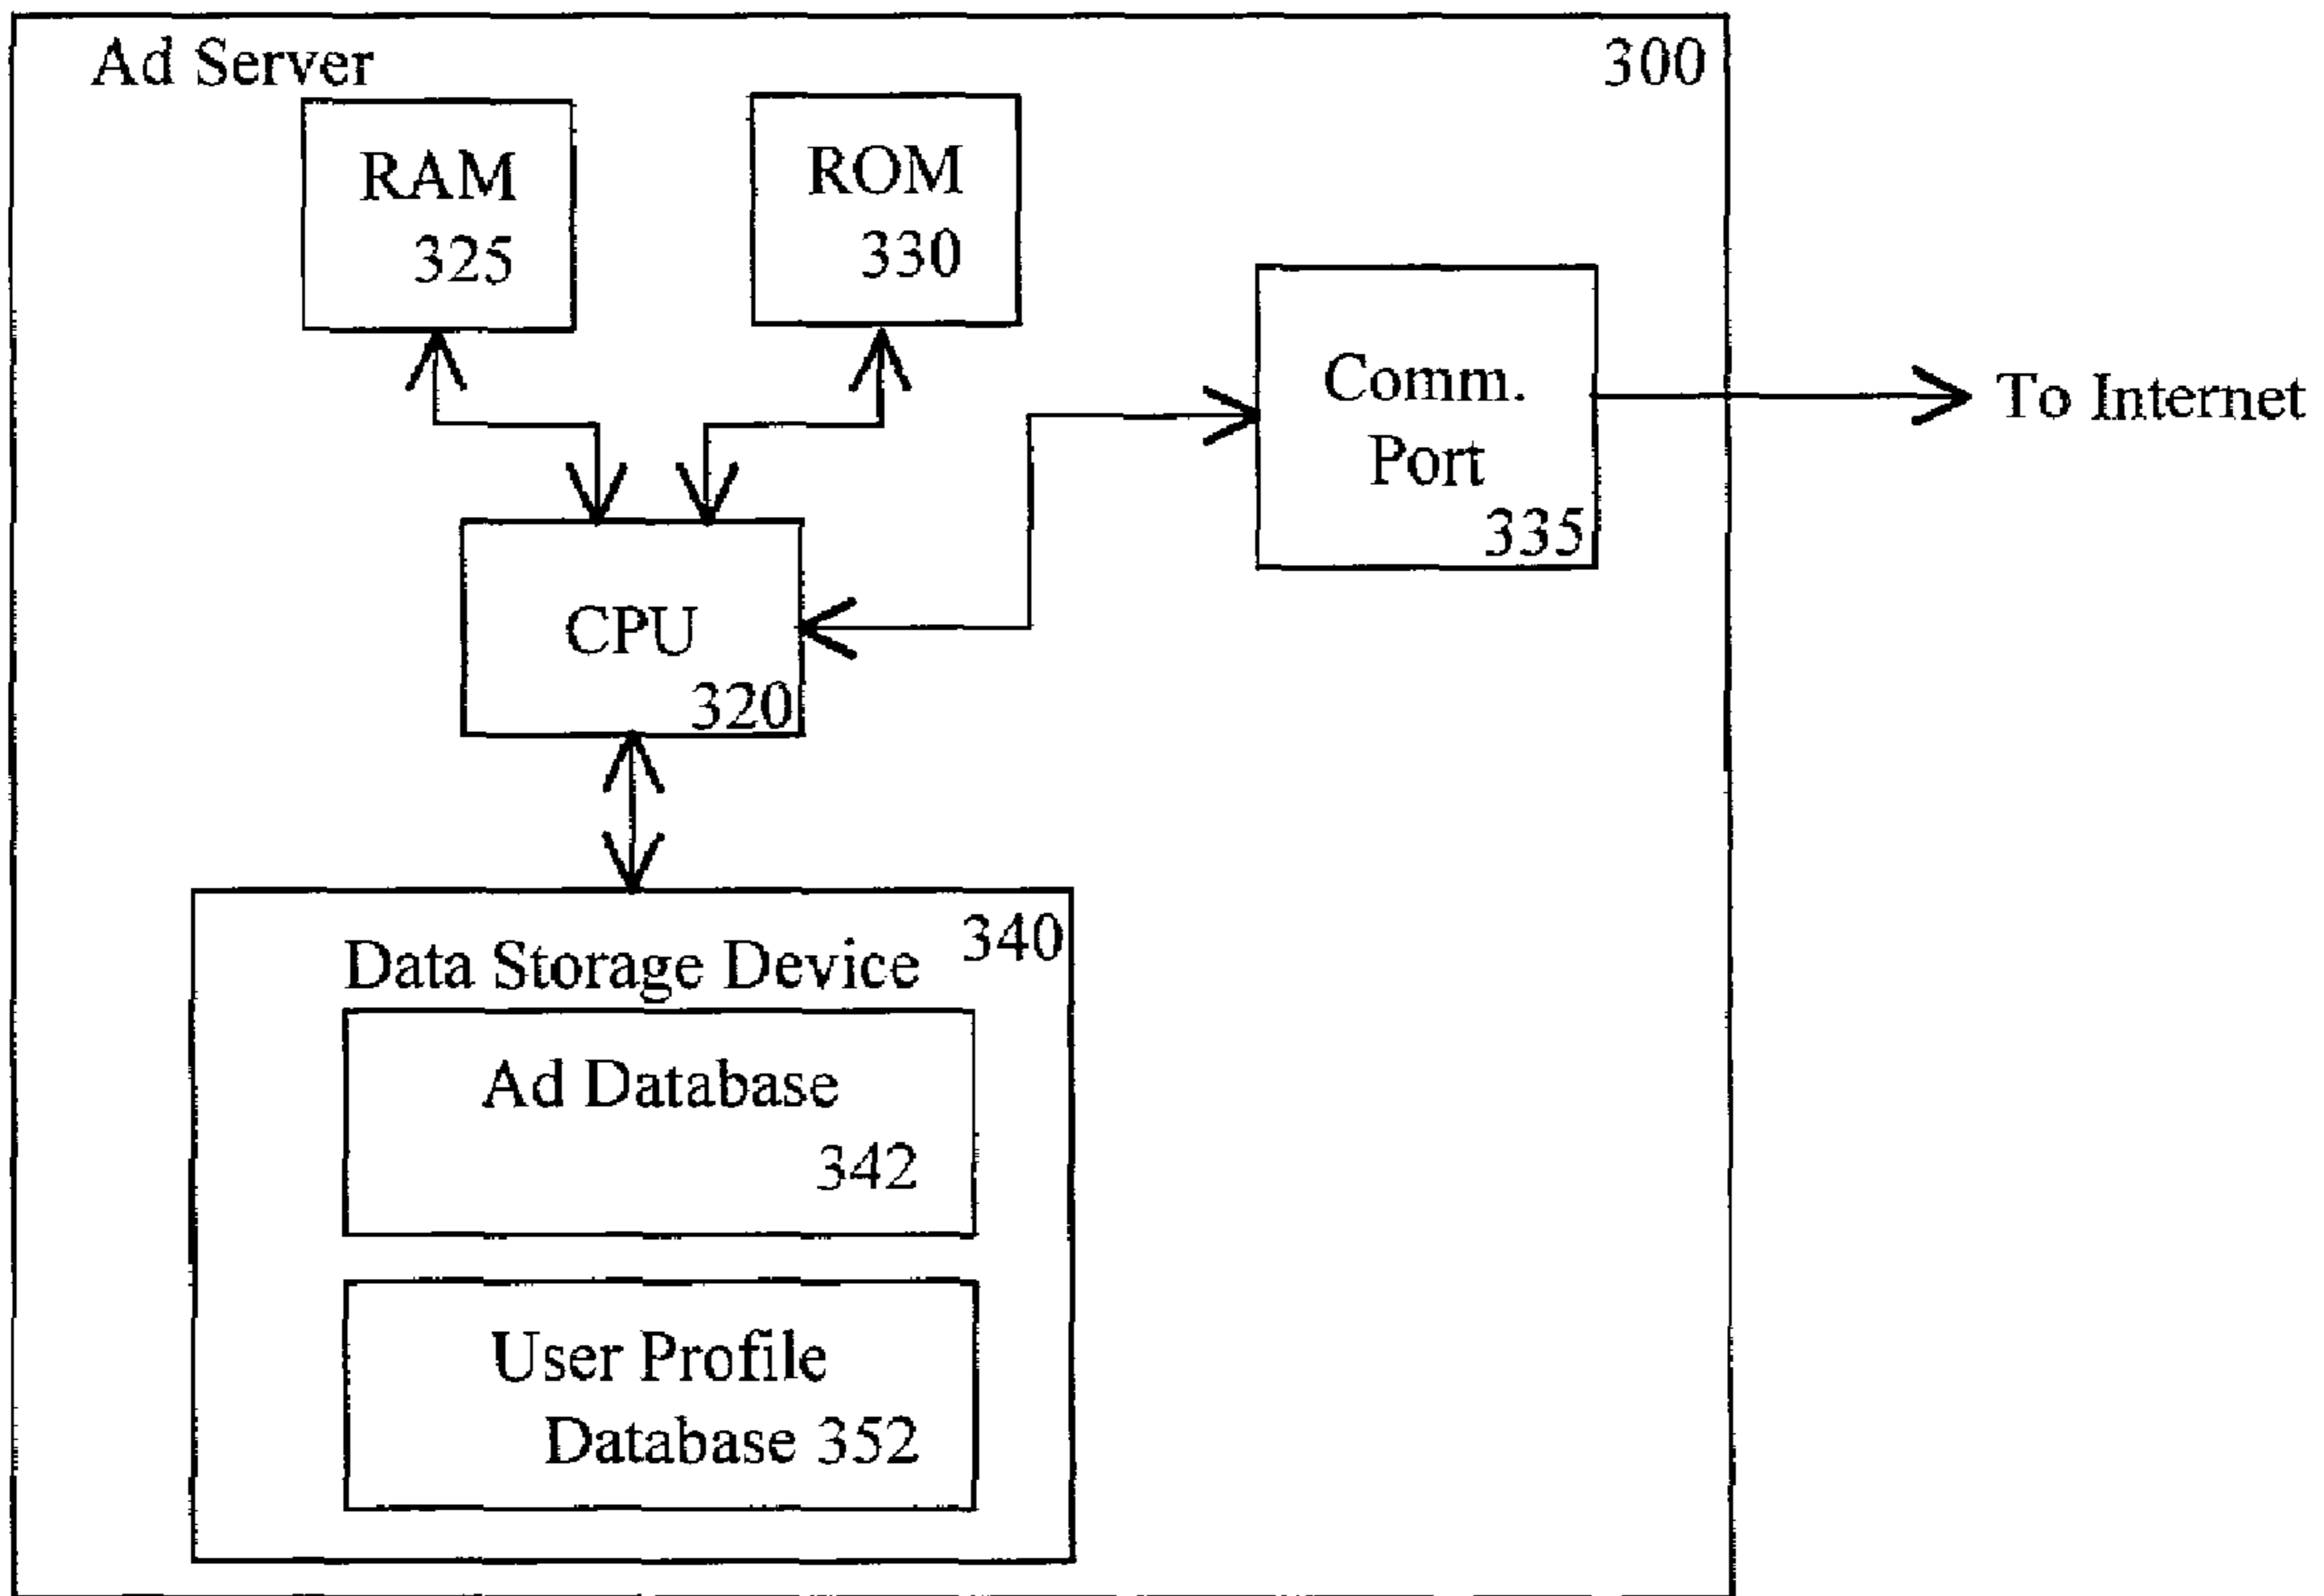 Ad Server
300
RAM
325
ROM
330
Comm.
Port
335
To Internet
CPU
320
340
Data Storage Device
Ad Database
342
User Profile
Database 352